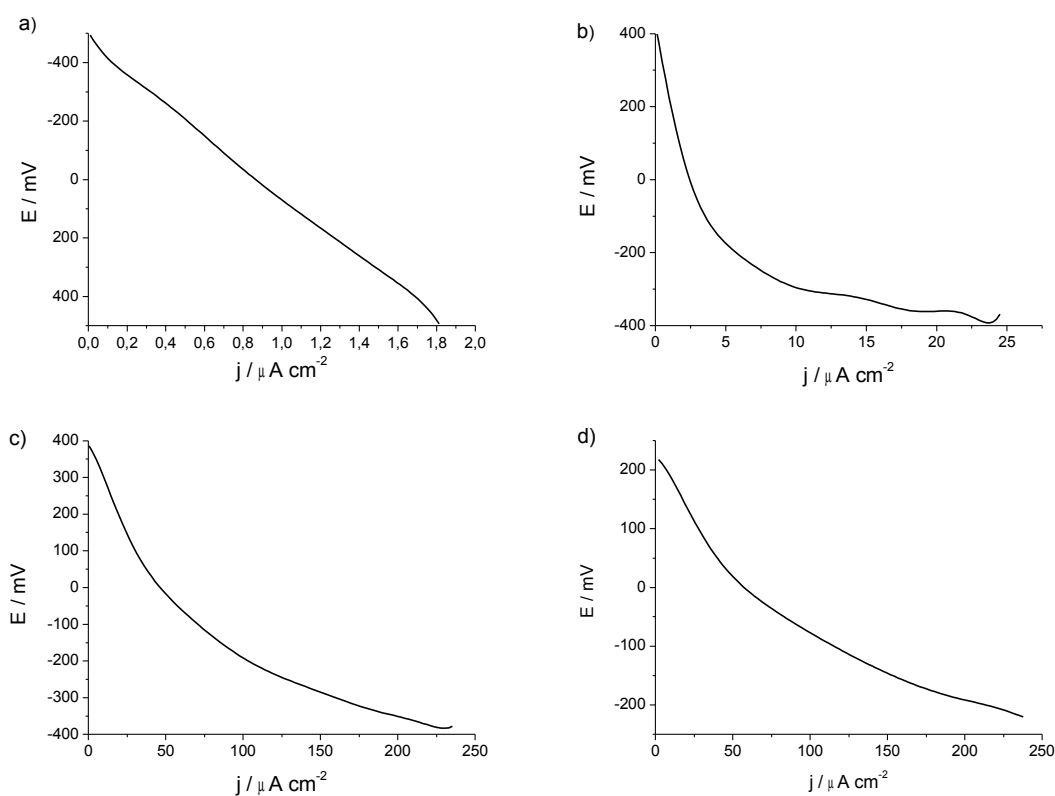 a)
-400
-200
0
200
400
E / mV
0,0 0,2 0,4 0,6 0,8 1,0 1,2 1,4 1,6 1,8 2,0
j / μ A cm-2
b)
400
200
0
-200
-400
E / mV
0 5 10 15 20 25
j / μ A cm-2
c)
400
300
200
100
0
-100
-200
-300
-400
E / mV
0 50 100 150 200 250
j / μ A cm-2
d)
200
100
0
-100
-200
E / mV
0 50 100 150 200 250
j / μ A cm-2